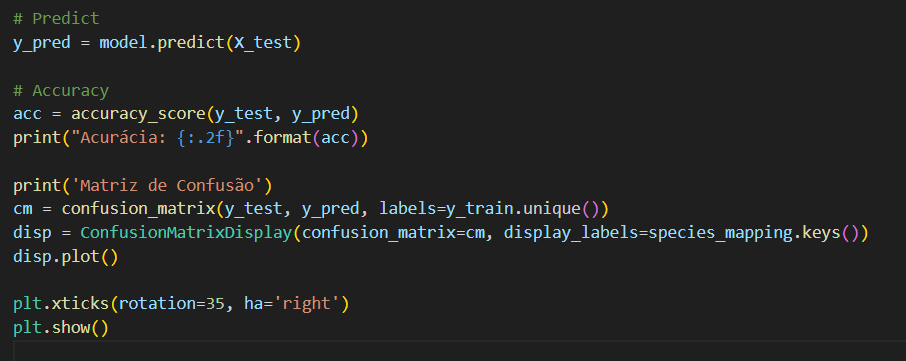 # Predict
y_pred = model.predict(X_test)
# Accuracy
acc = accuracy_score(y_test, y_pred)
print("Acurácia: {:.2f}".format(acc))
print('Matriz de Confusão')
cm = confusion_matrix(y_test, y_pred, labels=y_train.unique())
disp = ConfusionMatrixDisplay(confusion_matrix=cm, display_labels=species_mapping.keys())
disp.plot()
plt.xticks(rotation=35, ha='right')
plt.show()